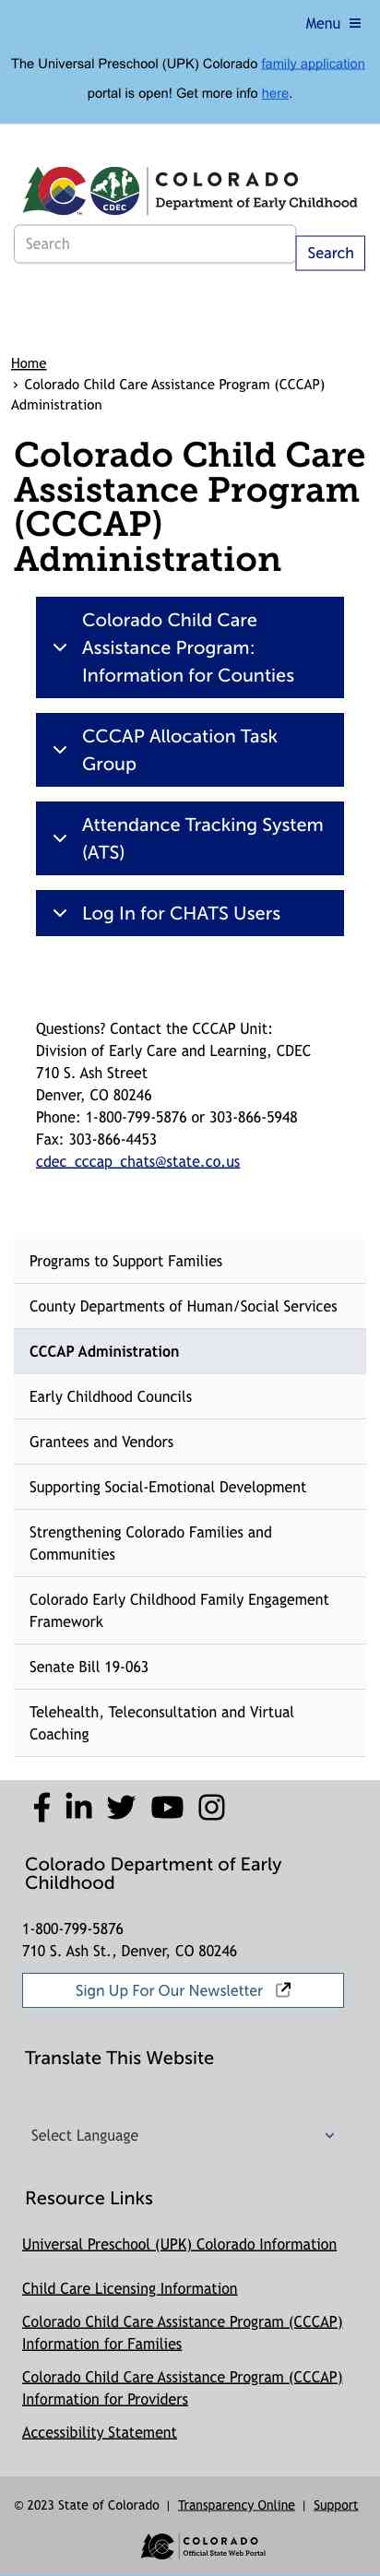 Menu
The Universal Preschool (UPK) Colorado family application
portal is open! Get more info here.
COLORADO
Department of Early Childhood
CDEC
Search
Search
Home
› Colorado Child Care Assistance Program (CCCAP)
Administration
Colorado Child Care
Assistance Program
(CCCAP)
Administration
Colorado Child Care
Assistance Program:
Information for Counties
CCCAP Allocation Task
Group
Attendance Tracking System
(ATS)
Log In for CHATS Users
Questions? Contact the CCCAP Unit:
Division of Early Care and Learning, CDEC
710 S. Ash Street
Denver, CO 80246
Phone: 1-800-799-5876 or 303-866-5948
Fax: 303-866-4453
cdec_cccap_chats@state.co.us
Programs to Support Families
County Departments of Human/Social Services
CCCAP Administration
Early Childhood Councils
Grantees and Vendors
Supporting Social-Emotional Development
Strengthening Colorado Families and
Communities
Colorado Early Childhood Family Engagement
Framework
Senate Bill 19-063
Telehealth, Teleconsultation and Virtual
Coaching
Colorado Department of Early
Childhood
1-800-799-5876
710 S. Ash St., Denver, CO 80246
Sign Up For Our Newsletter
Translate This Website
Select Language
Resource Links
Universal Preschool (UPK) Colorado Information
Child Care Licensing Information
Colorado Child Care Assistance Program (CCCAP)
Information for Families
Colorado Child Care Assistance Program (CCCAP)
Information for Providers
Accessibility Statement
© 2023 State of Colorado | Transparency Online | Support
COLORADO
Official State Web Portal